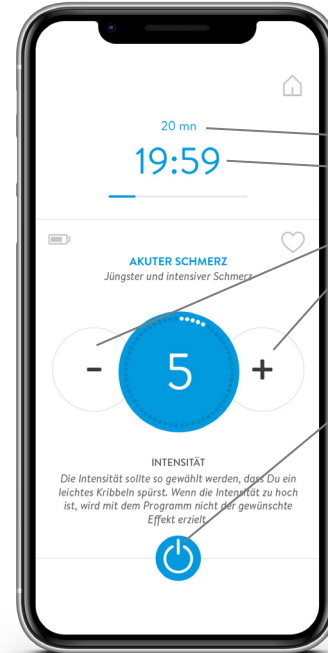 20 mn
19:59
AKUTER SCHMERZ
Jüngster und intensiver Schmerz
-
5
+
INTENSITÄT
Die Intensität sollte so gewählt werden, dass Du ein
leichtes Kribbeln spürst. Wenn die Intensität zu hoch
ist, wird mit dem Programm nicht der gewünschte
Effekt erzielt.